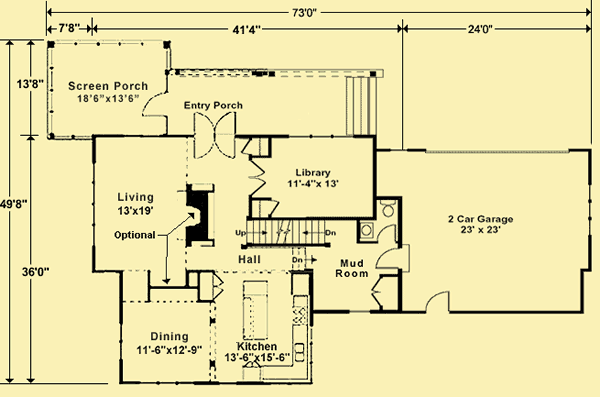 73'0"
7'8"
41'4"
24'0"
13'8"
Screen Porch
18'6"x13'6"
Entry Porch
Library
11'-4"x 13'
Living
13'x19'
Optional
49'8"
2 Car Garage
23' x 23'
Up
Dn
Hall
Dn
Mud
Room
36'0"
Dining
11'-6"x12'-9"
Kitchen
13'-6"x15'-6"